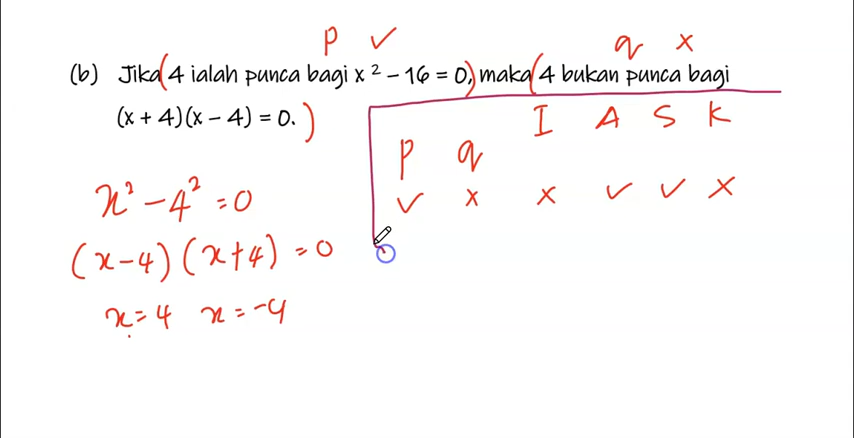 p ✓ q x
(b) Jika (4 ialah punca bagi x² – 16 = 0,) maka (4 bukan punca bagi
(x + 4)(x – 4) = 0. )
I A S K
p q
✓ x x ✓ ✓ x
x² – 4² = 0
(x – 4) (x + 4) = 0
x = 4 x = –4